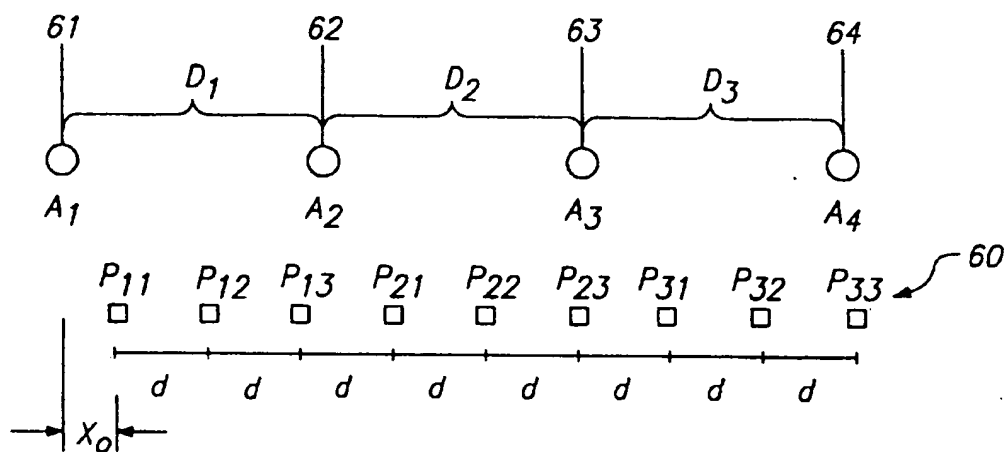 61 62 63 64
D1 D2 D3
A1 A2 A3 A4
60
P11 P12 P13 P21 P22 P23 P31 P32 P33
d d d d d d d d
Xo